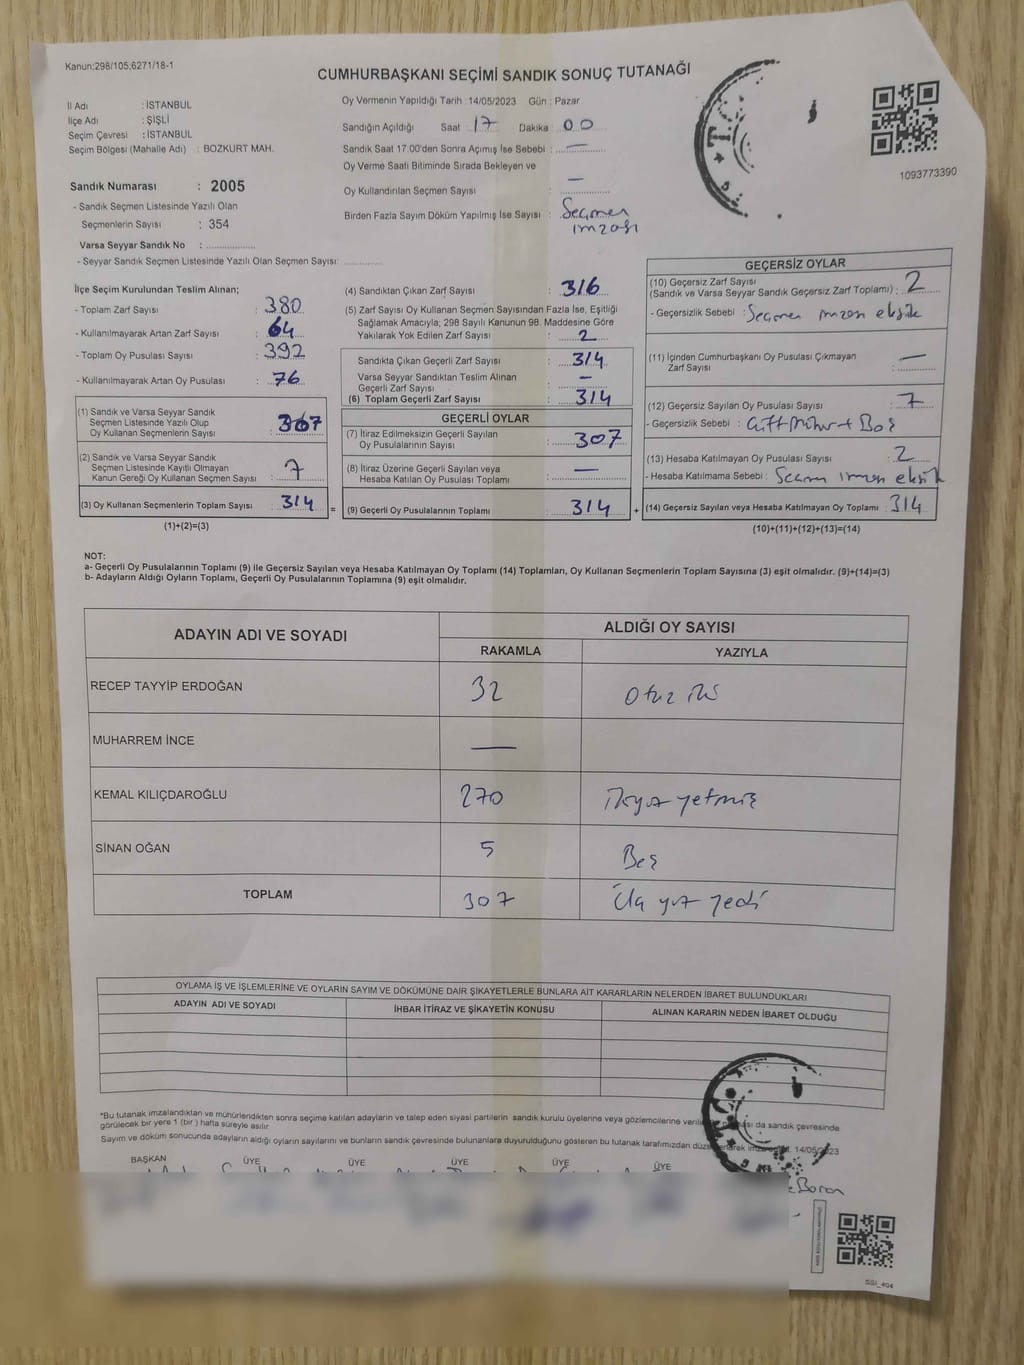 Kanun;298/105;6271/18-1
CUMHURBAŞKANI SEÇİMİ SANDIK SONUÇ TUTANAĞI
İl Adı : İSTANBUL
İlçe Adı : ŞİŞLİ
Seçim Çevresi : İSTANBUL
Seçim Bölgesi (Mahalle Adı) : BOZKURT MAH.
Sandık Numarası : 2005
- Sandık Seçmen Listesinde Yazılı Olan
Seçmenlerin Sayısı : 354
Varsa Seyyar Sandık No : ..............
- Seyyar Sandık Seçmen Listesinde Yazılı Olan Seçmen Sayısı: ............
Oy Vermenin Yapıldığı Tarih : 14/05/2023 Gün : Pazar
Sandığın Açıldığı Saat 17 Dakika 00
Sandık Saat 17.00'den Sonra Açımış İse Sebebi : —
Oy Verme Saati Bitiminde Sırada Bekleyen ve
Oy Kullandırılan Seçmen Sayısı : —
Birden Fazla Sayım Döküm Yapılmış İse Sayısı : Seçmen
imzası
1093773390
İlçe Seçim Kurulundan Teslim Alınan;
- Toplam Zarf Sayısı : 380
- Kullanılmayarak Artan Zarf Sayısı : 64
- Toplam Oy Pusulası Sayısı : 392
- Kullanılmayarak Artan Oy Pusulası : 76
(1) Sandık ve Varsa Seyyar Sandık
Seçmen Listesinde Yazılı Olup
Oy Kullanan Seçmenlerin Sayısı : 307
(2) Sandık ve Varsa Seyyar Sandık
Seçmen Listesinde Kayıtlı Olmayan
Kanun Gereği Oy Kullanan Seçmen Sayısı : 7
(3) Oy Kullanan Seçmenlerin Toplam Sayısı : 314
(1)+(2)=(3)
(4) Sandıktan Çıkan Zarf Sayısı : 316
(5) Zarf Sayısı Oy Kullanan Seçmen Sayısından Fazla İse, Eşitliği
Sağlamak Amacıyla; 298 Sayılı Kanunun 98. Maddesine Göre
Yakılarak Yok Edilen Zarf Sayısı : 2
Sandıkta Çıkan Geçerli Zarf Sayısı : 314
Varsa Seyyar Sandıktan Teslim Alınan
Geçerli Zarf Sayısı : —
(6) Toplam Geçerli Zarf Sayısı : 314
GEÇERLİ OYLAR
(7) İtiraz Edilmeksizin Geçerli Sayılan
Oy Pusulasının Sayısı : 307
(8) İtiraz Üzerine Geçerli Sayılan veya
Hesaba Katılan Oy Pusulası Toplamı : —
= (9) Geçerli Oy Pusulalarının Toplamı : 314
GEÇERSİZ OYLAR
(10) Geçersiz Zarf Sayısı
(Sandık ve Varsa Seyyar Sandık Geçersiz Zarf Toplamı) : 2
- Geçersizlik Sebebi : Seçmen imzası eksik
(11) İçinden Cumhurbaşkanı Oy Pusulası Çıkmayan
Zarf Sayısı : —
(12) Geçersiz Sayılan Oy Pusulası Sayısı : 7
- Geçersizlik Sebebi : Çift Mühür + Boş
(13) Hesaba Katılmayan Oy Pusulası Sayısı : 2
- Hesaba Katılmama Sebebi : Seçmen imzası eksik
+ (14) Geçersiz Sayılan veya Hesaba Katılmayan Oy Toplamı : 314
(10)+(11)+(12)+(13)=(14)
NOT:
a- Geçerli Oy Pusulalarının Toplamı (9) ile Geçersiz Sayılan veya Hesaba Katılmayan Oy Toplamı (14) Toplamları, Oy Kullanan Seçmenlerin Toplam Sayısına (3) eşit olmalıdır. (9)+(14)=(3)
b- Adayların Aldığı Oyların Toplamı, Geçerli Oy Pusulalarının Toplamına (9) eşit olmalıdır.
ADAYIN ADI VE SOYADI
ALDIĞI OY SAYISI
RAKAMLA YAZIYLA
RECEP TAYYİP ERDOĞAN 32 Otuz iki
MUHARREM İNCE —
KEMAL KILIÇDAROĞLU 270 İkiyüz yetmiş
SİNAN OĞAN 5 Beş
TOPLAM 307 Üç yüz yedi
OYLAMA İŞ VE İŞLEMLERİNE VE OYLARIN SAYIM VE DÖKÜMÜNE DAİR ŞİKAYETLERLE BUNLARA AİT KARARLARIN NELERDEN İBARET BULUNDUKLARI
ADAYIN ADI VE SOYADI İHBAR İTİRAZ VE ŞİKAYETİN KONUSU ALINAN KARARIN NEDEN İBARET OLDUĞU
*Bu tutanak imzalandıktan ve mühürlendikten sonra seçime katılan adayların ve talep eden siyasi partilerin sandık kurulu üyelerine veya gözlemcilerine da sandık çevresinde
görülecek bir yere 1 (bir) hafta süreyle asılır
Sayım ve döküm sonucunda adayların aldığı oyların sayılarını ve bunların sandık çevresinde bulunanlara duyurulduğunu gösteren bu tutanak tarafımızdan 14/05/2023
BAŞKAN ÜYE ÜYE ÜYE ÜYE ÜYE
Boran
SSI_404